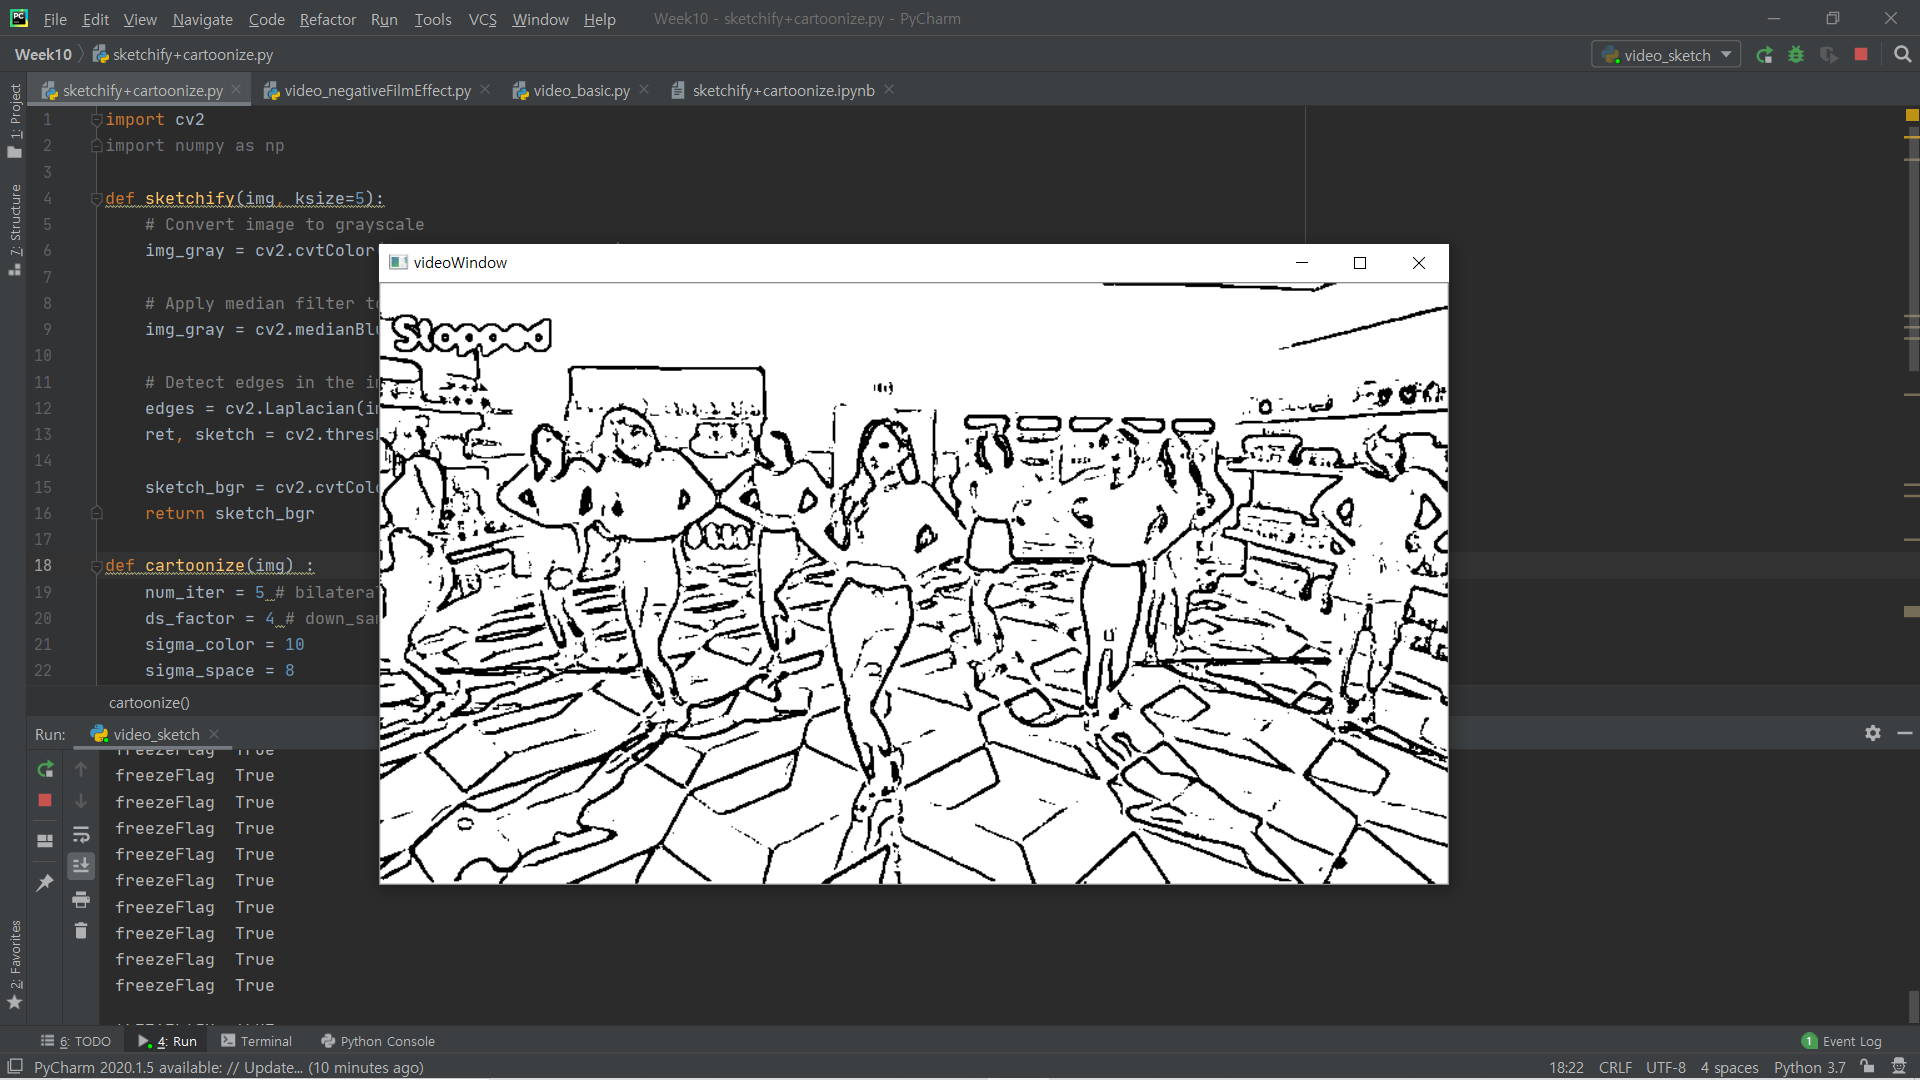 File Edit View Navigate Code Refactor Run Tools VCS Window Help Week10 - sketchify+cartoonize.py - PyCharm
Week10 sketchify+cartoonize.py video_sketch
sketchify+cartoonize.py video_negativeFilmEffect.py video_basic.py sketchify+cartoonize.ipynb
1: Project
7: Structure
2: Favorites
1 import cv2
2 import numpy as np
3
4 def sketchify(img, ksize=5):
5 # Convert image to grayscale
6 img_gray = cv2.cvtColor
7
8 # Apply median filter to
9 img_gray = cv2.medianBlu
10
11 # Detect edges in the i
12 edges = cv2.Laplacian(i
13 ret, sketch = cv2.thres
14
15 sketch_bgr = cv2.cvtCol
16 return sketch_bgr
17
18 def cartoonize(img) :
19 num_iter = 5 # bilateral
20 ds_factor = 4 # down_sa
21 sigma_color = 10
22 sigma_space = 8
cartoonize()
videoWindow
Stopped
Run: video_sketch
freezeFlag True
freezeFlag True
freezeFlag True
freezeFlag True
freezeFlag True
freezeFlag True
freezeFlag True
freezeFlag True
freezeFlag True
freezeFlag True
6: TODO 4: Run Terminal Python Console 1 Event Log
PyCharm 2020.1.5 available: // Update... (10 minutes ago) 18:22 CRLF UTF-8 4 spaces Python 3.7